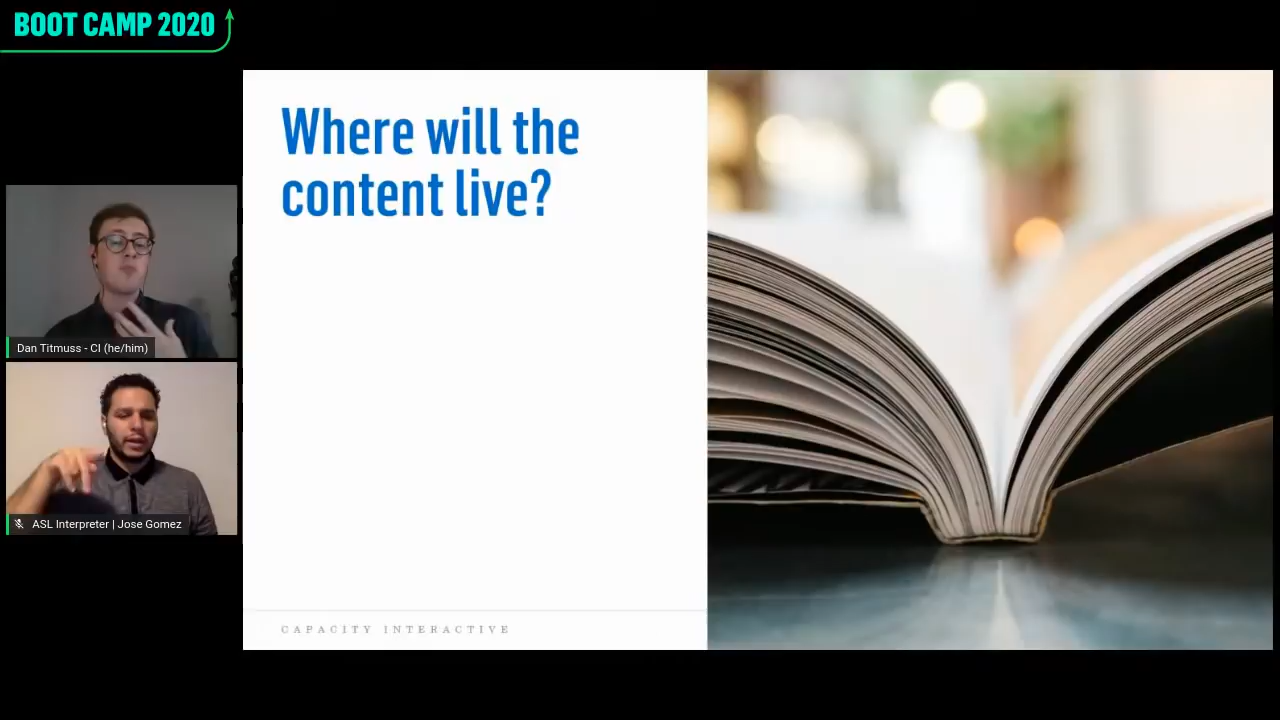 BOOT CAMP 2020
Where will the
content live?
Dan Titmuss - CI (he/him)
ASL Interpreter | Jose Gomez
CAPACITY INTERACTIVE